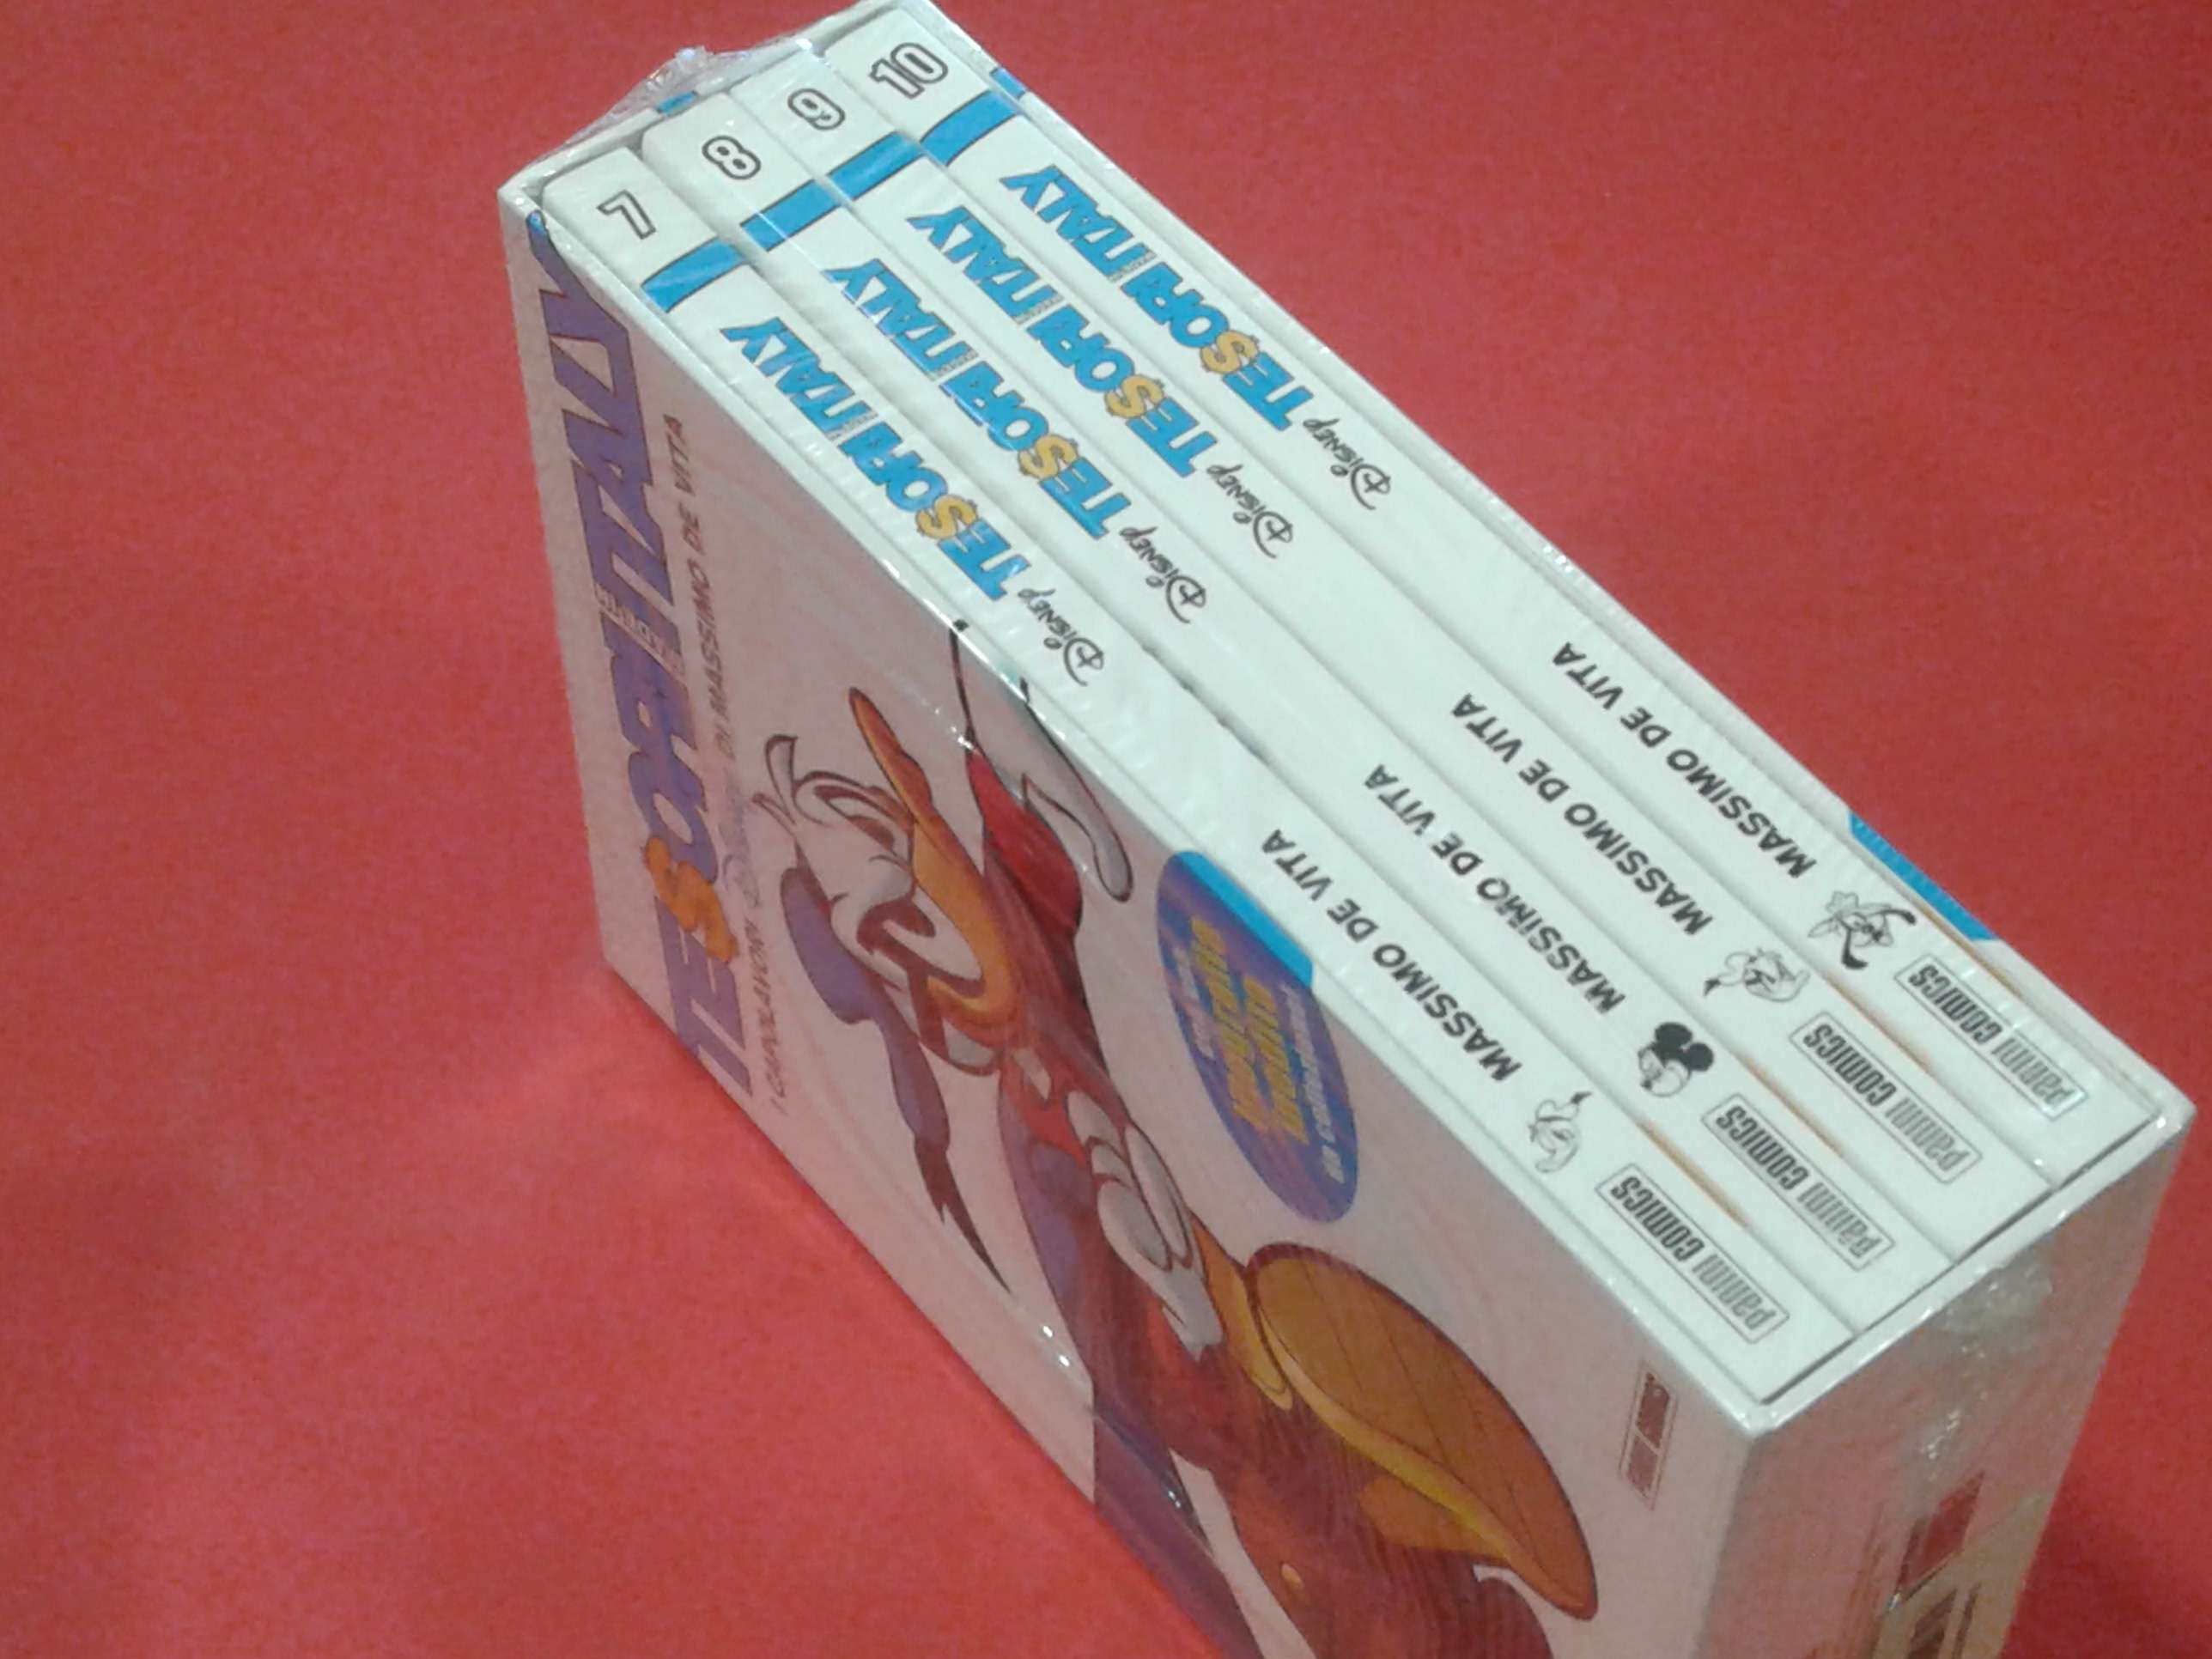 7
TESORI ITALY
Disney
MASSIMO DE VITA
PANINI COMICS
8
TESORI ITALY
Disney
MASSIMO DE VITA
PANINI COMICS
9
TESORI ITALY
Disney
MASSIMO DE VITA
PANINI COMICS
10
TESORI ITALY
Disney
MASSIMO DE VITA
PANINI COMICS
TESORI ITALY
I CAPOLAVORI Disney DI MASSIMO DE VITA